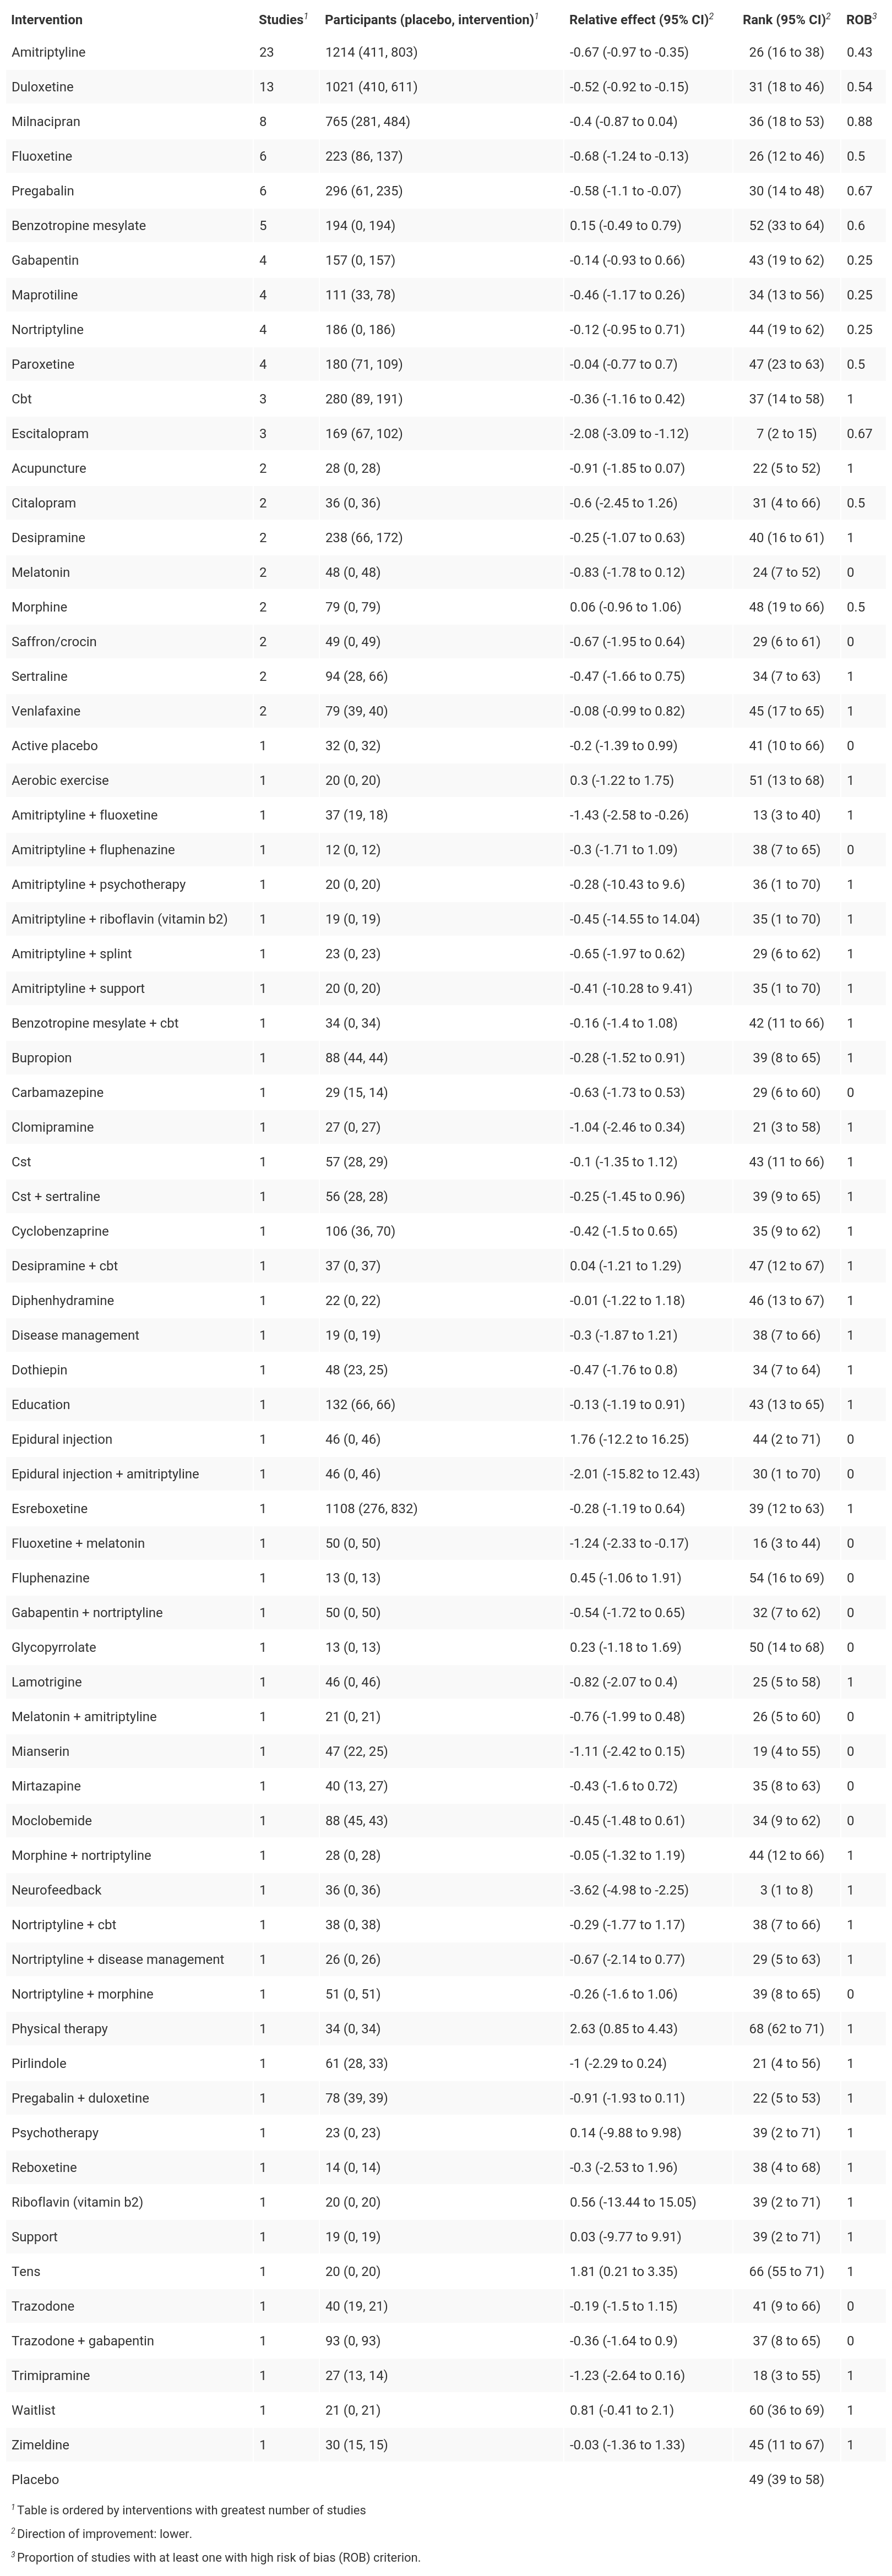 Intervention Studies1 Participants (placebo, intervention)1 Relative effect (95% CI)2 Rank (95% CI)2 ROB3
Amitriptyline 23 1214 (411, 803) -0.67 (-0.97 to -0.35) 26 (16 to 38) 0.43
Duloxetine 13 1021 (410, 611) -0.52 (-0.92 to -0.15) 31 (18 to 46) 0.54
Milnacipran 8 765 (281, 484) -0.4 (-0.87 to 0.04) 36 (18 to 53) 0.88
Fluoxetine 6 223 (86, 137) -0.68 (-1.24 to -0.13) 26 (12 to 46) 0.5
Pregabalin 6 296 (61, 235) -0.58 (-1.1 to -0.07) 30 (14 to 48) 0.67
Benzotropine mesylate 5 194 (0, 194) 0.15 (-0.49 to 0.79) 52 (33 to 64) 0.6
Gabapentin 4 157 (0, 157) -0.14 (-0.93 to 0.66) 43 (19 to 62) 0.25
Maprotiline 4 111 (33, 78) -0.46 (-1.17 to 0.26) 34 (13 to 56) 0.25
Nortriptyline 4 186 (0, 186) -0.12 (-0.95 to 0.71) 44 (19 to 62) 0.25
Paroxetine 4 180 (71, 109) -0.04 (-0.77 to 0.7) 47 (23 to 63) 0.5
Cbt 3 280 (89, 191) -0.36 (-1.16 to 0.42) 37 (14 to 58) 1
Escitalopram 3 169 (67, 102) -2.08 (-3.09 to -1.12) 7 (2 to 15) 0.67
Acupuncture 2 28 (0, 28) -0.91 (-1.85 to 0.07) 22 (5 to 52) 1
Citalopram 2 36 (0, 36) -0.6 (-2.45 to 1.26) 31 (4 to 66) 0.5
Desipramine 2 238 (66, 172) -0.25 (-1.07 to 0.63) 40 (16 to 61) 1
Melatonin 2 48 (0, 48) -0.83 (-1.78 to 0.12) 24 (7 to 52) 0
Morphine 2 79 (0, 79) 0.06 (-0.96 to 1.06) 48 (19 to 66) 0.5
Saffron/crocin 2 49 (0, 49) -0.67 (-1.95 to 0.64) 29 (6 to 61) 0
Sertraline 2 94 (28, 66) -0.47 (-1.66 to 0.75) 34 (7 to 63) 1
Venlafaxine 2 79 (39, 40) -0.08 (-0.99 to 0.82) 45 (17 to 65) 1
Active placebo 1 32 (0, 32) -0.2 (-1.39 to 0.99) 41 (10 to 66) 0
Aerobic exercise 1 20 (0, 20) 0.3 (-1.22 to 1.75) 51 (13 to 68) 1
Amitriptyline + fluoxetine 1 37 (19, 18) -1.43 (-2.58 to -0.26) 13 (3 to 40) 1
Amitriptyline + fluphenazine 1 12 (0, 12) -0.3 (-1.71 to 1.09) 38 (7 to 65) 0
Amitriptyline + psychotherapy 1 20 (0, 20) -0.28 (-10.43 to 9.6) 36 (1 to 70) 1
Amitriptyline + riboflavin (vitamin b2) 1 19 (0, 19) -0.45 (-14.55 to 14.04) 35 (1 to 70) 1
Amitriptyline + splint 1 23 (0, 23) -0.65 (-1.97 to 0.62) 29 (6 to 62) 1
Amitriptyline + support 1 20 (0, 20) -0.41 (-10.28 to 9.41) 35 (1 to 70) 1
Benzotropine mesylate + cbt 1 34 (0, 34) -0.16 (-1.4 to 1.08) 42 (11 to 66) 1
Bupropion 1 88 (44, 44) -0.28 (-1.52 to 0.91) 39 (8 to 65) 1
Carbamazepine 1 29 (15, 14) -0.63 (-1.73 to 0.53) 29 (6 to 60) 0
Clomipramine 1 27 (0, 27) -1.04 (-2.46 to 0.34) 21 (3 to 58) 1
Cst 1 57 (28, 29) -0.1 (-1.35 to 1.12) 43 (11 to 66) 1
Cst + sertraline 1 56 (28, 28) -0.25 (-1.45 to 0.96) 39 (9 to 65) 1
Cyclobenzaprine 1 106 (36, 70) -0.42 (-1.5 to 0.65) 35 (9 to 62) 1
Desipramine + cbt 1 37 (0, 37) 0.04 (-1.21 to 1.29) 47 (12 to 67) 1
Diphenhydramine 1 22 (0, 22) -0.01 (-1.22 to 1.18) 46 (13 to 67) 1
Disease management 1 19 (0, 19) -0.3 (-1.87 to 1.21) 38 (7 to 66) 1
Dothiepin 1 48 (23, 25) -0.47 (-1.76 to 0.8) 34 (7 to 64) 1
Education 1 132 (66, 66) -0.13 (-1.19 to 0.91) 43 (13 to 65) 1
Epidural injection 1 46 (0, 46) 1.76 (-12.2 to 16.25) 44 (2 to 71) 0
Epidural injection + amitriptyline 1 46 (0, 46) -2.01 (-15.82 to 12.43) 30 (1 to 70) 0
Esreboxetine 1 1108 (276, 832) -0.28 (-1.19 to 0.64) 39 (12 to 63) 1
Fluoxetine + melatonin 1 50 (0, 50) -1.24 (-2.33 to -0.17) 16 (3 to 44) 0
Fluphenazine 1 13 (0, 13) 0.45 (-1.06 to 1.91) 54 (16 to 69) 0
Gabapentin + nortriptyline 1 50 (0, 50) -0.54 (-1.72 to 0.65) 32 (7 to 62) 0
Glycopyrrolate 1 13 (0, 13) 0.23 (-1.18 to 1.69) 50 (14 to 68) 0
Lamotrigine 1 46 (0, 46) -0.82 (-2.07 to 0.4) 25 (5 to 58) 1
Melatonin + amitriptyline 1 21 (0, 21) -0.76 (-1.99 to 0.48) 26 (5 to 60) 0
Mianserin 1 47 (22, 25) -1.11 (-2.42 to 0.15) 19 (4 to 55) 0
Mirtazapine 1 40 (13, 27) -0.43 (-1.6 to 0.72) 35 (8 to 63) 0
Moclobemide 1 88 (45, 43) -0.45 (-1.48 to 0.61) 34 (9 to 62) 0
Morphine + nortriptyline 1 28 (0, 28) -0.05 (-1.32 to 1.19) 44 (12 to 66) 1
Neurofeedback 1 36 (0, 36) -3.62 (-4.98 to -2.25) 3 (1 to 8) 1
Nortriptyline + cbt 1 38 (0, 38) -0.29 (-1.77 to 1.17) 38 (7 to 66) 1
Nortriptyline + disease management 1 26 (0, 26) -0.67 (-2.14 to 0.77) 29 (5 to 63) 1
Nortriptyline + morphine 1 51 (0, 51) -0.26 (-1.6 to 1.06) 39 (8 to 65) 0
Physical therapy 1 34 (0, 34) 2.63 (0.85 to 4.43) 68 (62 to 71) 1
Pirlindole 1 61 (28, 33) -1 (-2.29 to 0.24) 21 (4 to 56) 1
Pregabalin + duloxetine 1 78 (39, 39) -0.91 (-1.93 to 0.11) 22 (5 to 53) 1
Psychotherapy 1 23 (0, 23) 0.14 (-9.88 to 9.98) 39 (2 to 71) 1
Reboxetine 1 14 (0, 14) -0.3 (-2.53 to 1.96) 38 (4 to 68) 1
Riboflavin (vitamin b2) 1 20 (0, 20) 0.56 (-13.44 to 15.05) 39 (2 to 71) 1
Support 1 19 (0, 19) 0.03 (-9.77 to 9.91) 39 (2 to 71) 1
Tens 1 20 (0, 20) 1.81 (0.21 to 3.35) 66 (55 to 71) 1
Trazodone 1 40 (19, 21) -0.19 (-1.5 to 1.15) 41 (9 to 66) 0
Trazodone + gabapentin 1 93 (0, 93) -0.36 (-1.64 to 0.9) 37 (8 to 65) 0
Trimipramine 1 27 (13, 14) -1.23 (-2.64 to 0.16) 18 (3 to 55) 1
Waitlist 1 21 (0, 21) 0.81 (-0.41 to 2.1) 60 (36 to 69) 1
Zimeldine 1 30 (15, 15) -0.03 (-1.36 to 1.33) 45 (11 to 67) 1
Placebo 49 (39 to 58)
1 Table is ordered by interventions with greatest number of studies
2 Direction of improvement: lower.
3 Proportion of studies with at least one with high risk of bias (ROB) criterion.